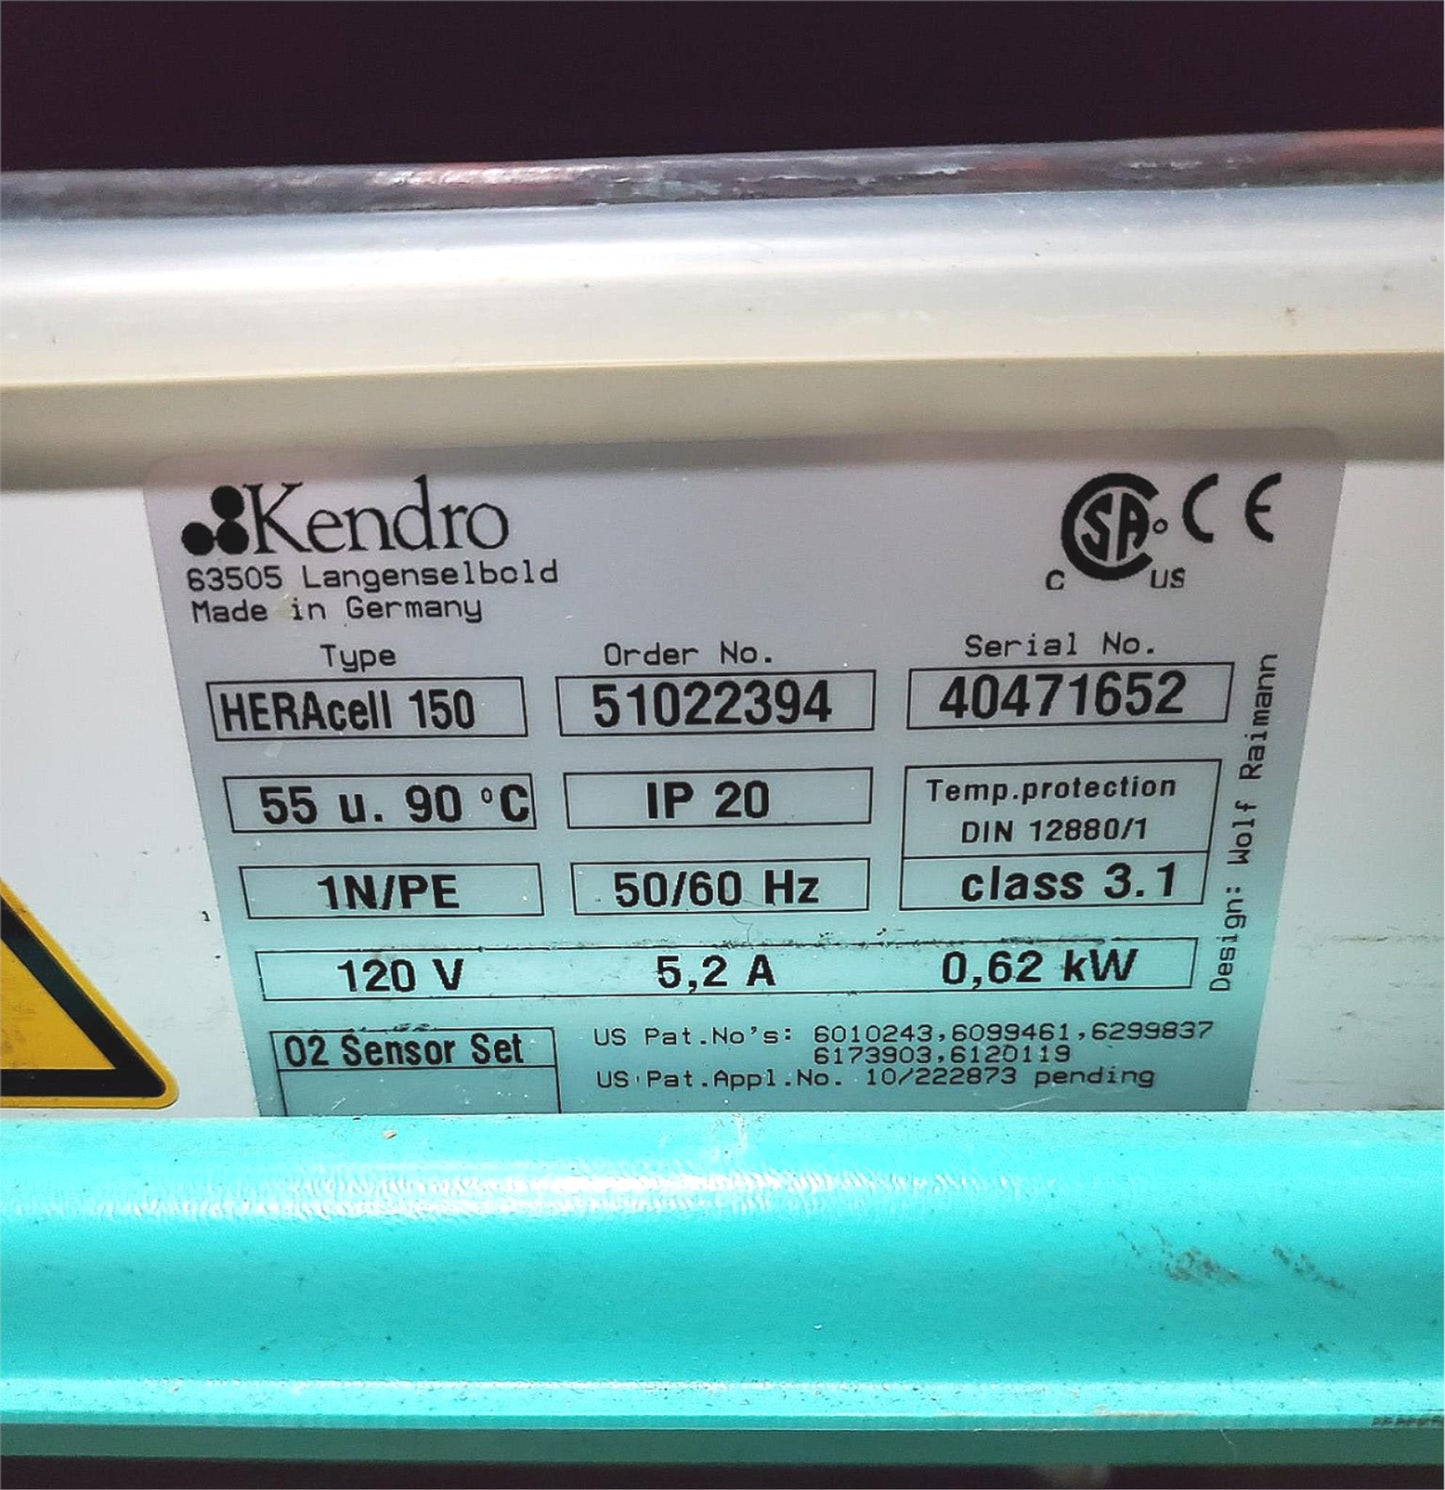 Kendro
63505 Langenselbold
Made in Germany
CSA C US CE
Type Order No. Serial No.
HERAcell 150 51022394 40471652
55 u. 90 °C IP 20 Temp.protection
DIN 12880/1
1N/PE 50/60 Hz class 3.1
120 V 5,2 A 0,62 kW
O2 Sensor Set US Pat.No's: 6010243,6099461,6299837
6173903,6120119
US Pat.Appl.No. 10/222873 pending
Design: Wolf Raimann